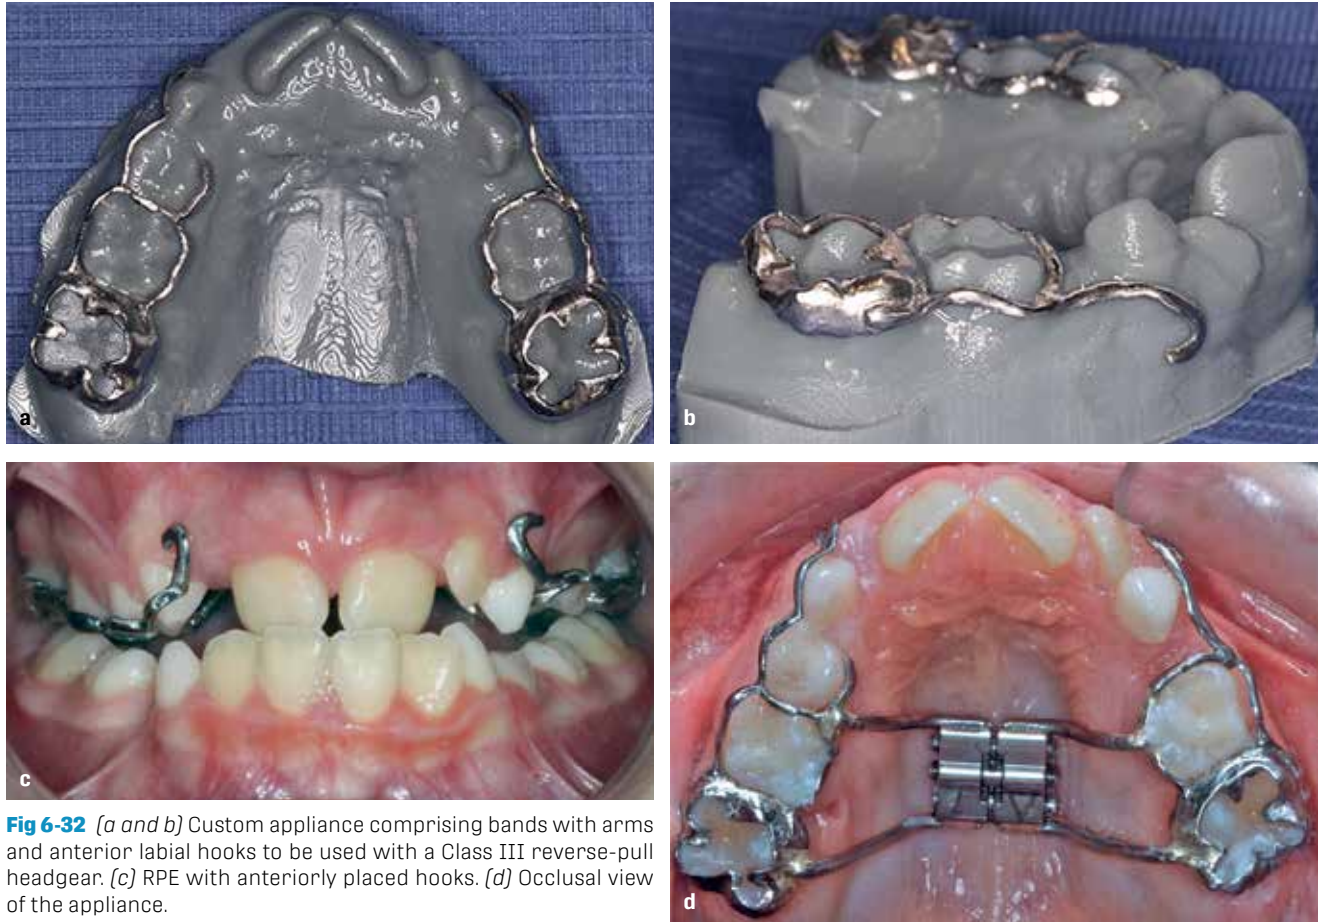 a
b
c
d
Fig 6-32 (a and b) Custom appliance comprising bands with arms
and anterior labial hooks to be used with a Class III reverse-pull
headgear. (c) RPE with anteriorly placed hooks. (d) Occlusal view
of the appliance.